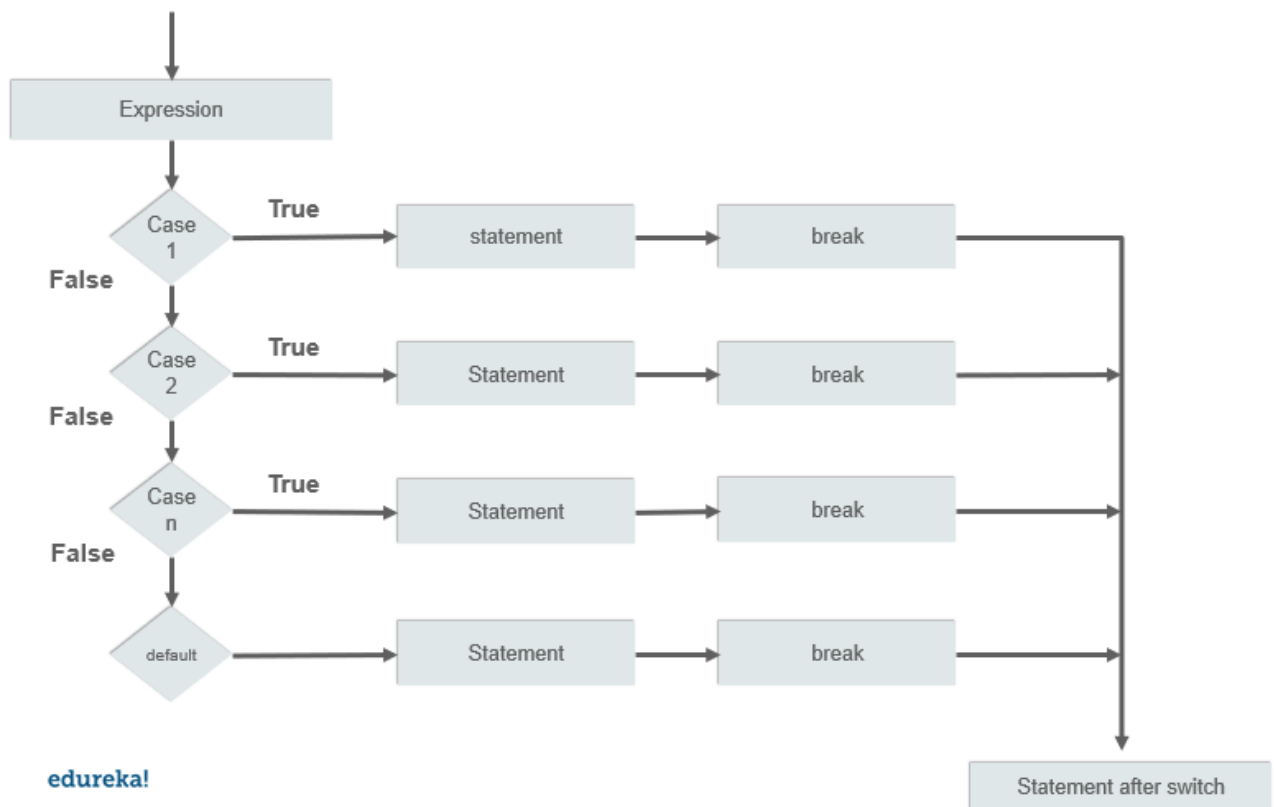 Expression
Case
1
True
statement
break
False
Case
2
True
Statement
break
False
Case
n
True
Statement
break
False
default
Statement
break
edureka!
Statement after switch